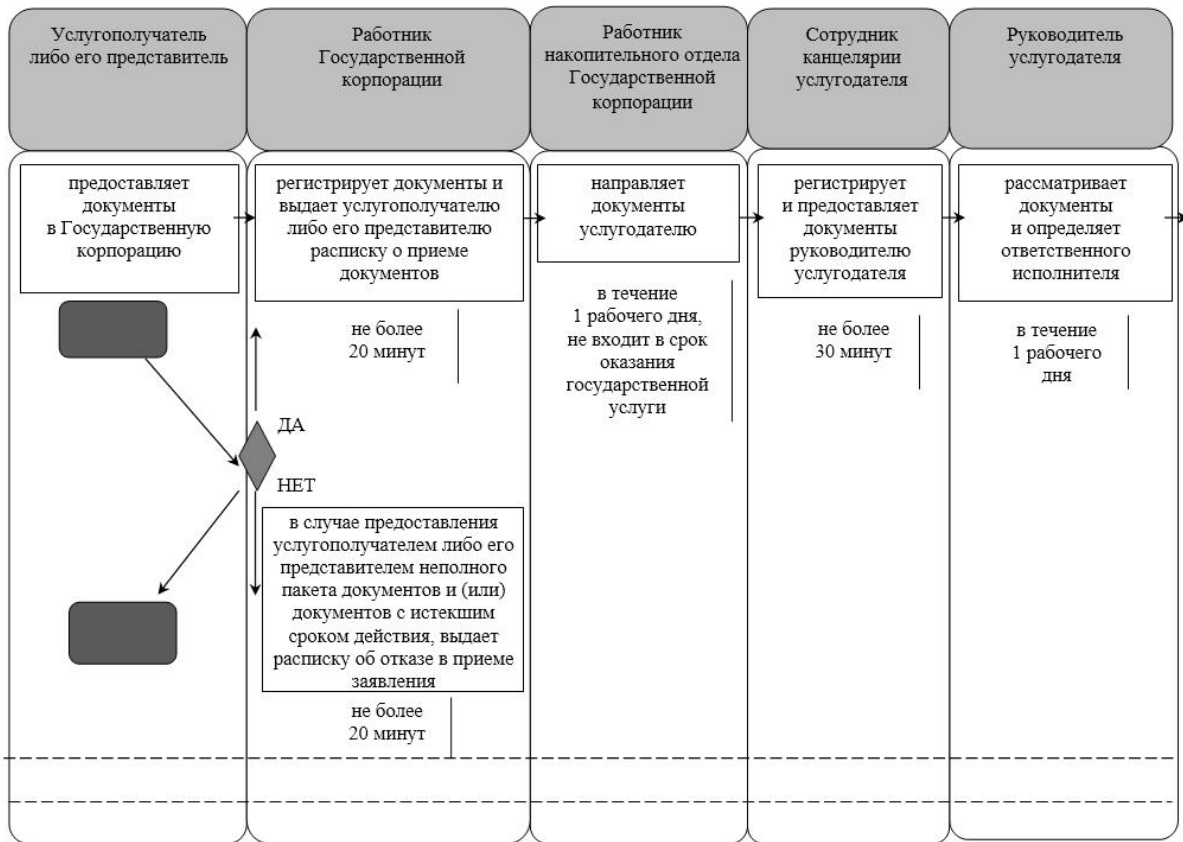 Услугополучатель
либо его представитель
Работник
Государственной
корпорации
Работник
накопительного отдела
Государственной
корпорации
Сотрудник
канцелярии
услугодателя
Руководитель
услугодателя
предоставляет
документы
в Государственную
корпорацию
регистрирует документы и
выдает услугополучателю
либо его представителю
расписку о приеме
документов
направляет
документы
услугодателю
регистрирует
и предоставляет
документы
руководителю
услугодателя
рассматривает
документы
и определяет
ответственного
исполнителя
не более
20 минут
в течение
1 рабочего дня,
не входит в срок
оказания
государственной
услуги
не более
30 минут
в течение
1 рабочего
дня
ДА
НЕТ
в случае предоставления
услугополучателем либо его
представителем неполного
пакета документов и (или)
документов с истекшим
сроком действия, выдает
расписку об отказе в приеме
заявления
не более
20 минут